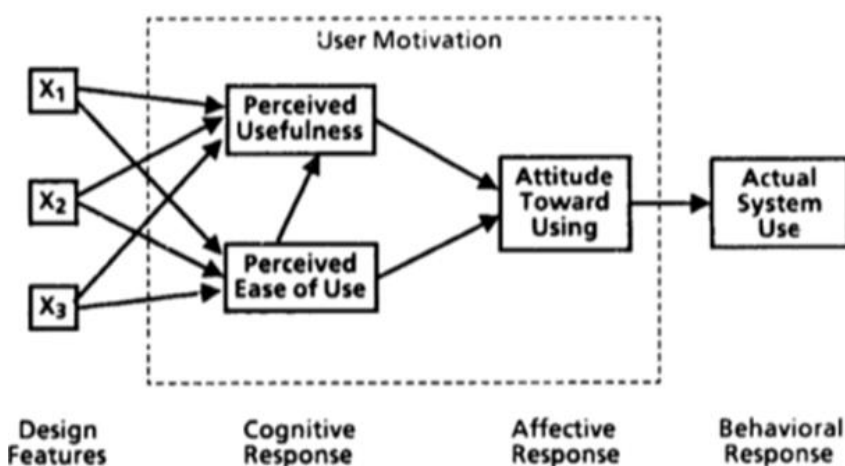 User Motivation
X1
Perceived
Usefulness
X2
Attitude
Toward
Using
Actual
System
Use
Perceived
Ease of Use
X3
Design
Features
Cognitive
Response
Affective
Response
Behavioral
Response